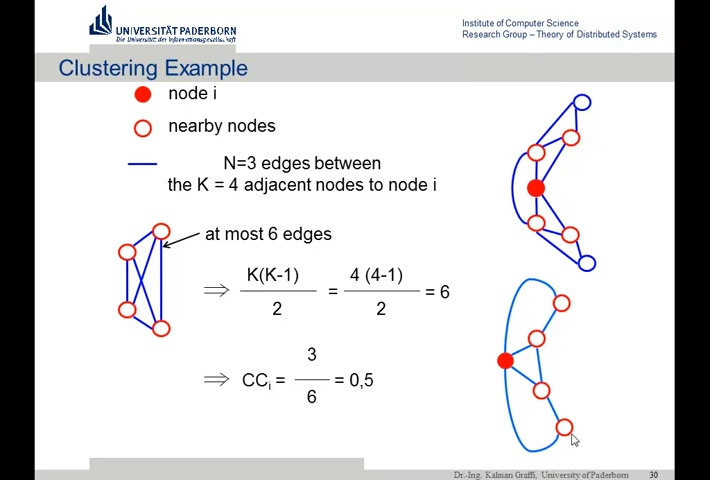 UNIVERSITÄT PADERBORN
Die Universität der Informationsgesellschaft
Institute of Computer Science
Research Group – Theory of Distributed Systems
Clustering Example
node i
nearby nodes
N=3 edges between
the K = 4 adjacent nodes to node i
at most 6 edges
⇒ K(K-1) / 2 = 4 (4-1) / 2 = 6
⇒ CCi = 3 / 6 = 0,5
Dr.-Ing. Kalman Graffi, University of Paderborn 30